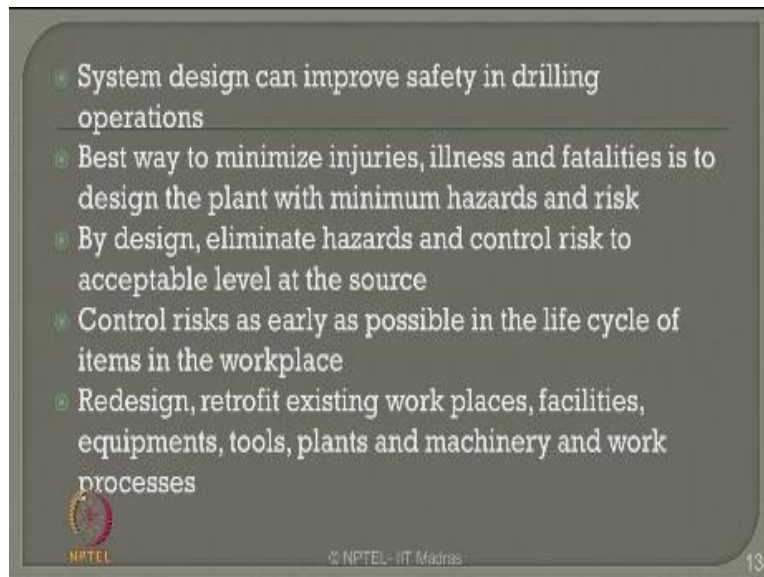 System design can improve safety in drilling
operations
Best way to minimize injuries, illness and fatalities is to
design the plant with minimum hazards and risk
By design, eliminate hazards and control risk to
acceptable level at the source
Control risks as early as possible in the life cycle of
items in the workplace
Redesign, retrofit existing work places, facilities,
equipments, tools, plants and machinery and work
processes
NPTEL
© NPTEL- IIT Madras
13